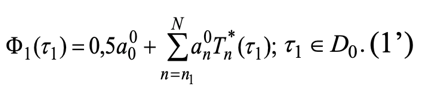 Φ₁(τ₁) = 0,5a₀⁰ + ∑ₙ₌ₙ₁ᴺ aₙ⁰Tₙ*(τ₁); τ₁ ∈ D₀. (1’)